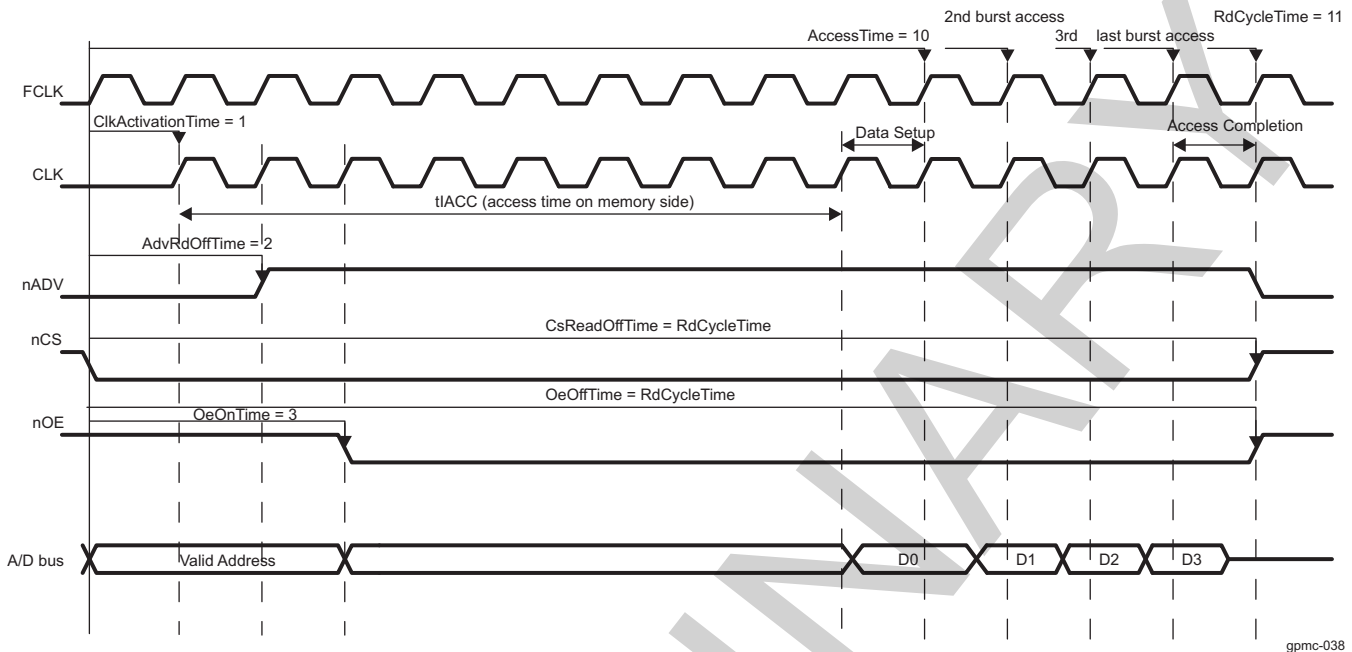 2nd burst access
RdCycleTime = 11
AccessTime = 10
3rd
last burst access
FCLK
ClkActivationTime = 1
Data Setup
Access Completion
CLK
tIACC (access time on memory side)
AdvRdOffTime = 2
nADV
CsReadOffTime = RdCycleTime
nCS
OeOffTime = RdCycleTime
OeOnTime = 3
nOE
A/D bus
Valid Address
D0
D1
D2
D3
gpmc-038